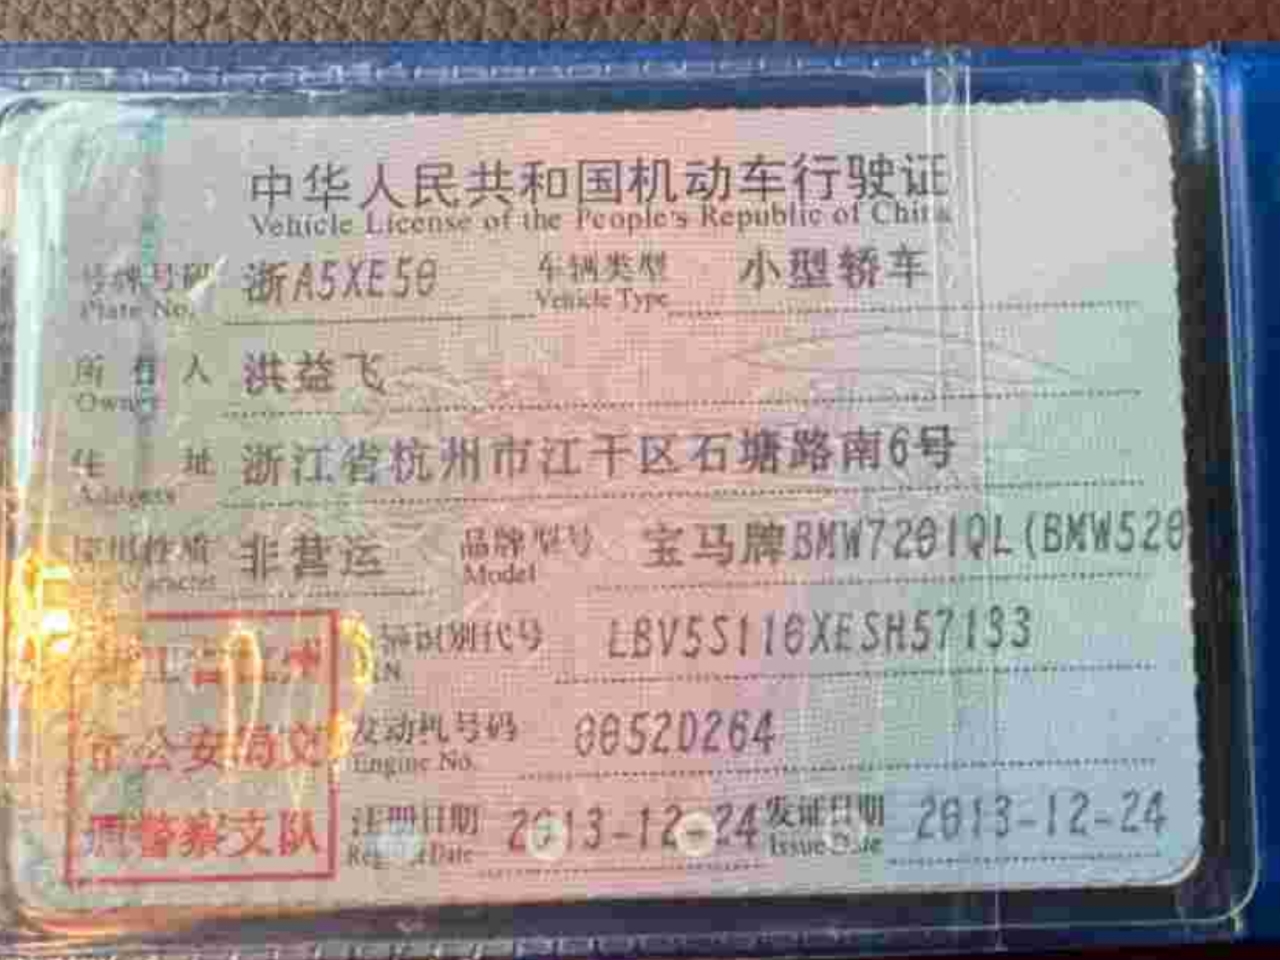 中华人民共和国机动车行驶证
Vehicle License of the People's Republic of China
号牌号码 浙A5XE50 车辆类型 小型轿车
Plate No. Vehicle Type
所有人 洪益飞
Owner
住址 浙江省杭州市江干区石塘路南6号
Address
使用性质 非营运 品牌型号 宝马牌BMW7201QL(BMW520
Character Model
识别代号 LBV5S110XESH57133
发动机号码 00520264
Engine No.
注册日期 2013-12-24 发证日期 2013-12-24
Register Date Issue Date
市公安局交
警察支队